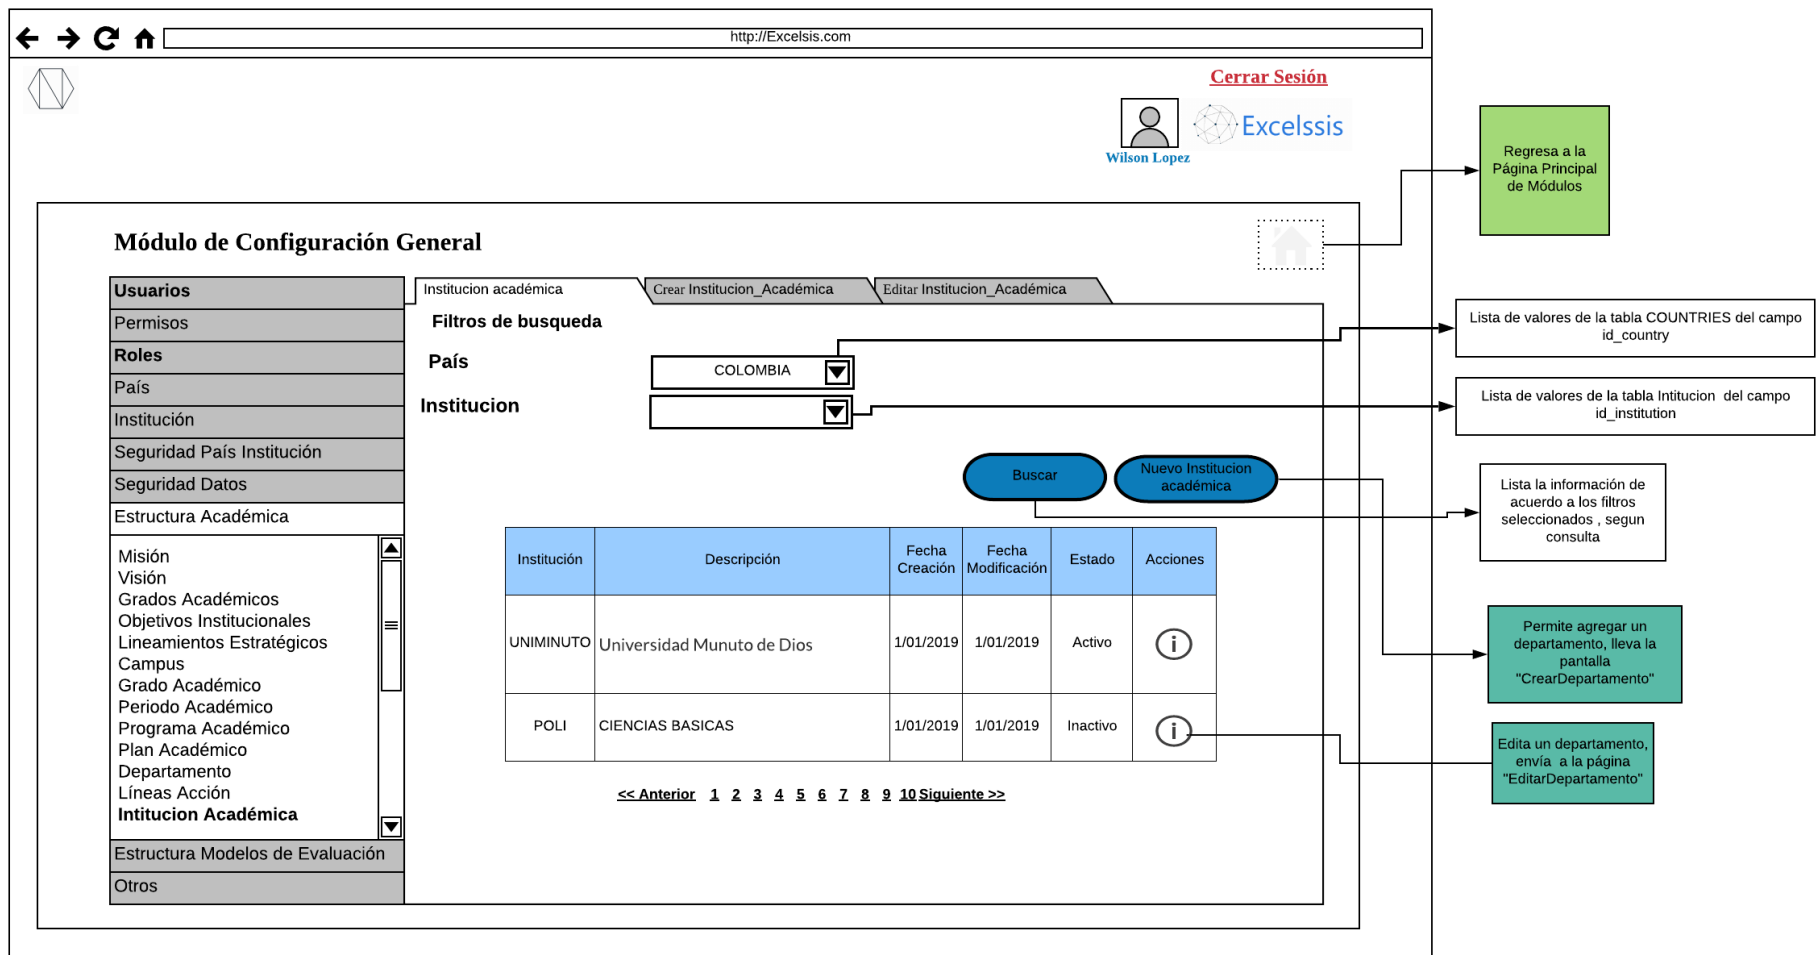 http://Excelsis.com
Cerrar Sesión
Excelssis
Wilson Lopez
Regresa a la
Página Principal
de Módulos
Módulo de Configuración General
Usuarios
Permisos
Roles
País
Institución
Seguridad País Institución
Seguridad Datos
Estructura Académica
Misión
Visión
Grados Académicos
Objetivos Institucionales
Lineamientos Estratégicos
Campus
Grado Académico
Periodo Académico
Programa Académico
Plan Académico
Departamento
Líneas Acción
Intitucion Académica
Estructura Modelos de Evaluación
Otros
Institucion académica
Crear Institucion_Académica
Editar Institucion_Académica
Filtros de busqueda
País
COLOMBIA
Institucion
Lista de valores de la tabla COUNTRIES del campo
id_country
Lista de valores de la tabla Intitucion del campo
id_institution
Buscar
Nuevo Institucion
académica
Lista la información de
acuerdo a los filtros
seleccionados , segun
consulta
Institución
Descripción
Fecha
Creación
Fecha
Modificación
Estado
Acciones
UNIMINUTO
Universidad Munuto de Dios
1/01/2019
1/01/2019
Activo
i
POLI
CIENCIAS BASICAS
1/01/2019
1/01/2019
Inactivo
i
Permite agregar un
departamento, lleva la
pantalla
"CrearDepartamento"
Edita un departamento,
envía a la página
"EditarDepartamento"
<< Anterior 1 2 3 4 5 6 7 8 9 10 Siguiente >>